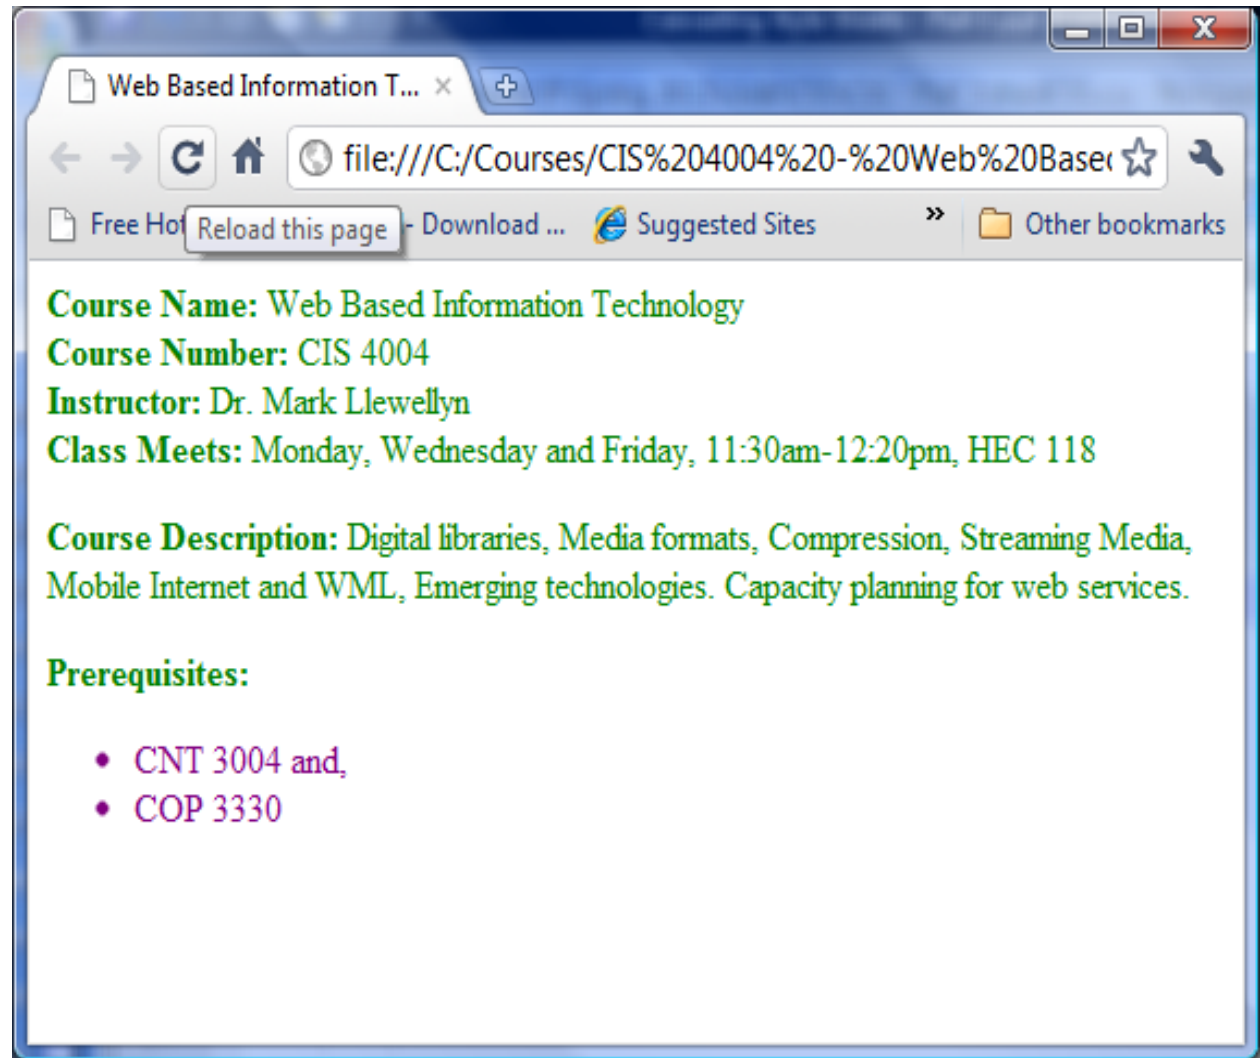 Web Based Information T...
file:///C:/Courses/CIS%204004%20-%20Web%20Based
Free Hot
Reload this page
- Download ...
Suggested Sites
»
Other bookmarks
Course Name: Web Based Information Technology
Course Number: CIS 4004
Instructor: Dr. Mark Llewellyn
Class Meets: Monday, Wednesday and Friday, 11:30am-12:20pm, HEC 118
Course Description: Digital libraries, Media formats, Compression, Streaming Media,
Mobile Internet and WML, Emerging technologies. Capacity planning for web services.
Prerequisites:
• CNT 3004 and,
• COP 3330